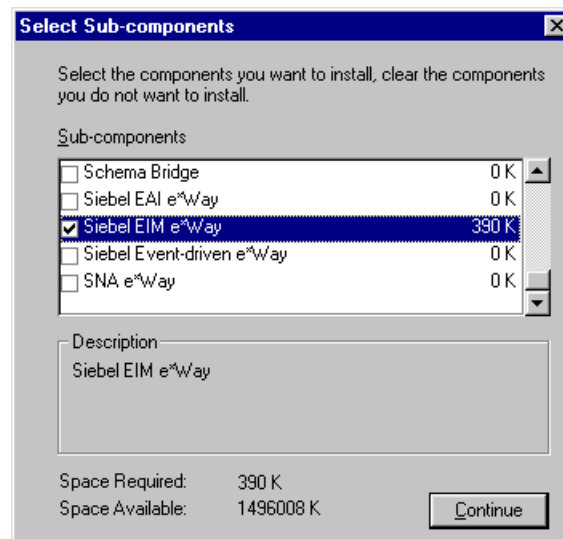 Select Sub-components
Select the components you want to install, clear the components
you do not want to install.
Sub-components
Schema Bridge 0 K
Siebel EAI e*Way 0 K
Siebel EIM e*Way 390 K
Siebel Event-driven e*Way 0 K
SNA e*Way 0 K
Description
Siebel EIM e*Way
Space Required: 390 K
Space Available: 1496008 K
Continue